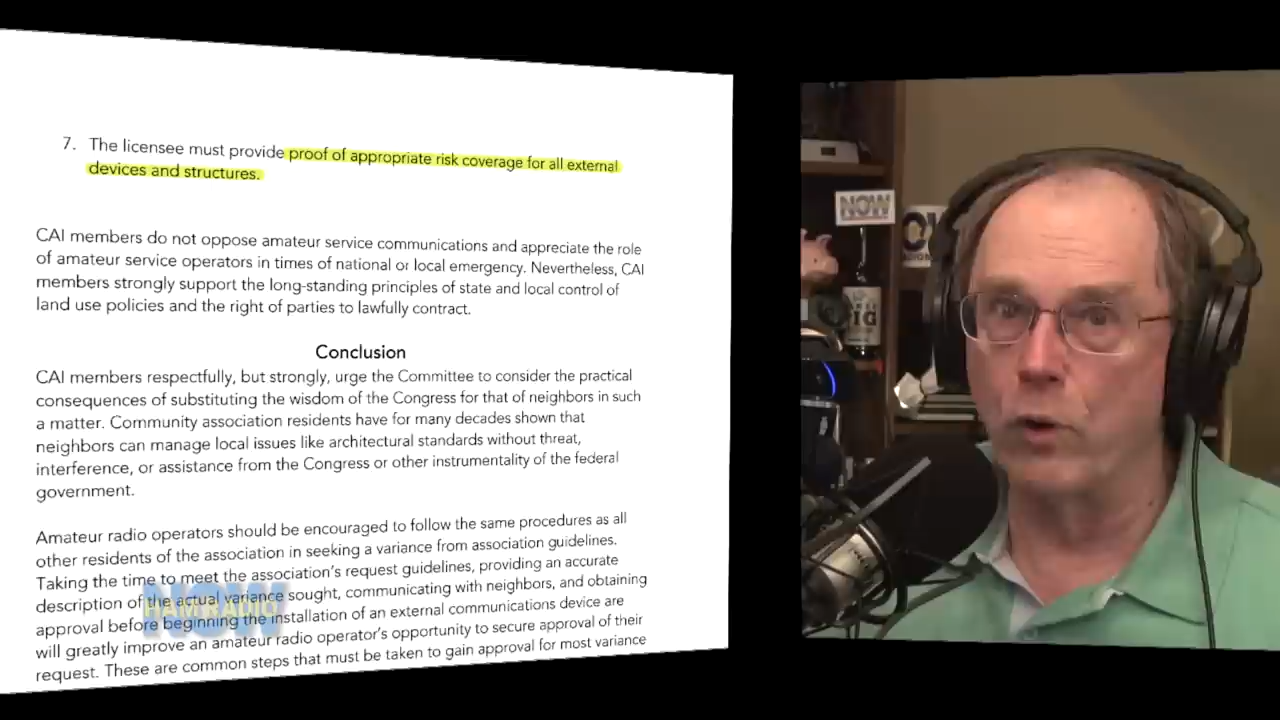 7. The licensee must provide proof of appropriate risk coverage for all external
devices and structures.
CAI members do not oppose amateur service communications and appreciate the role
of amateur service operators in times of national or local emergency. Nevertheless, CAI
members strongly support the long-standing principles of state and local control of
land use policies and the right of parties to lawfully contract.
Conclusion
CAI members respectfully, but strongly, urge the Committee to consider the practical
consequences of substituting the wisdom of the Congress for that of neighbors in such
a matter. Community association residents have for many decades shown that
neighbors can manage local issues like architectural standards without threat,
interference, or assistance from the Congress or other instrumentality of the federal
government.
Amateur radio operators should be encouraged to follow the same procedures as all
other residents of the association in seeking a variance from association guidelines.
Taking the time to meet the association's request guidelines, providing an accurate
description of the actual variance sought, communicating with neighbors, and obtaining
approval before beginning the installation of an external communications device are
will greatly improve an amateur radio operator's opportunity to secure approval of their
request. These are common steps that must be taken to gain approval for most variance
HAM RADIO
NOW
NOW